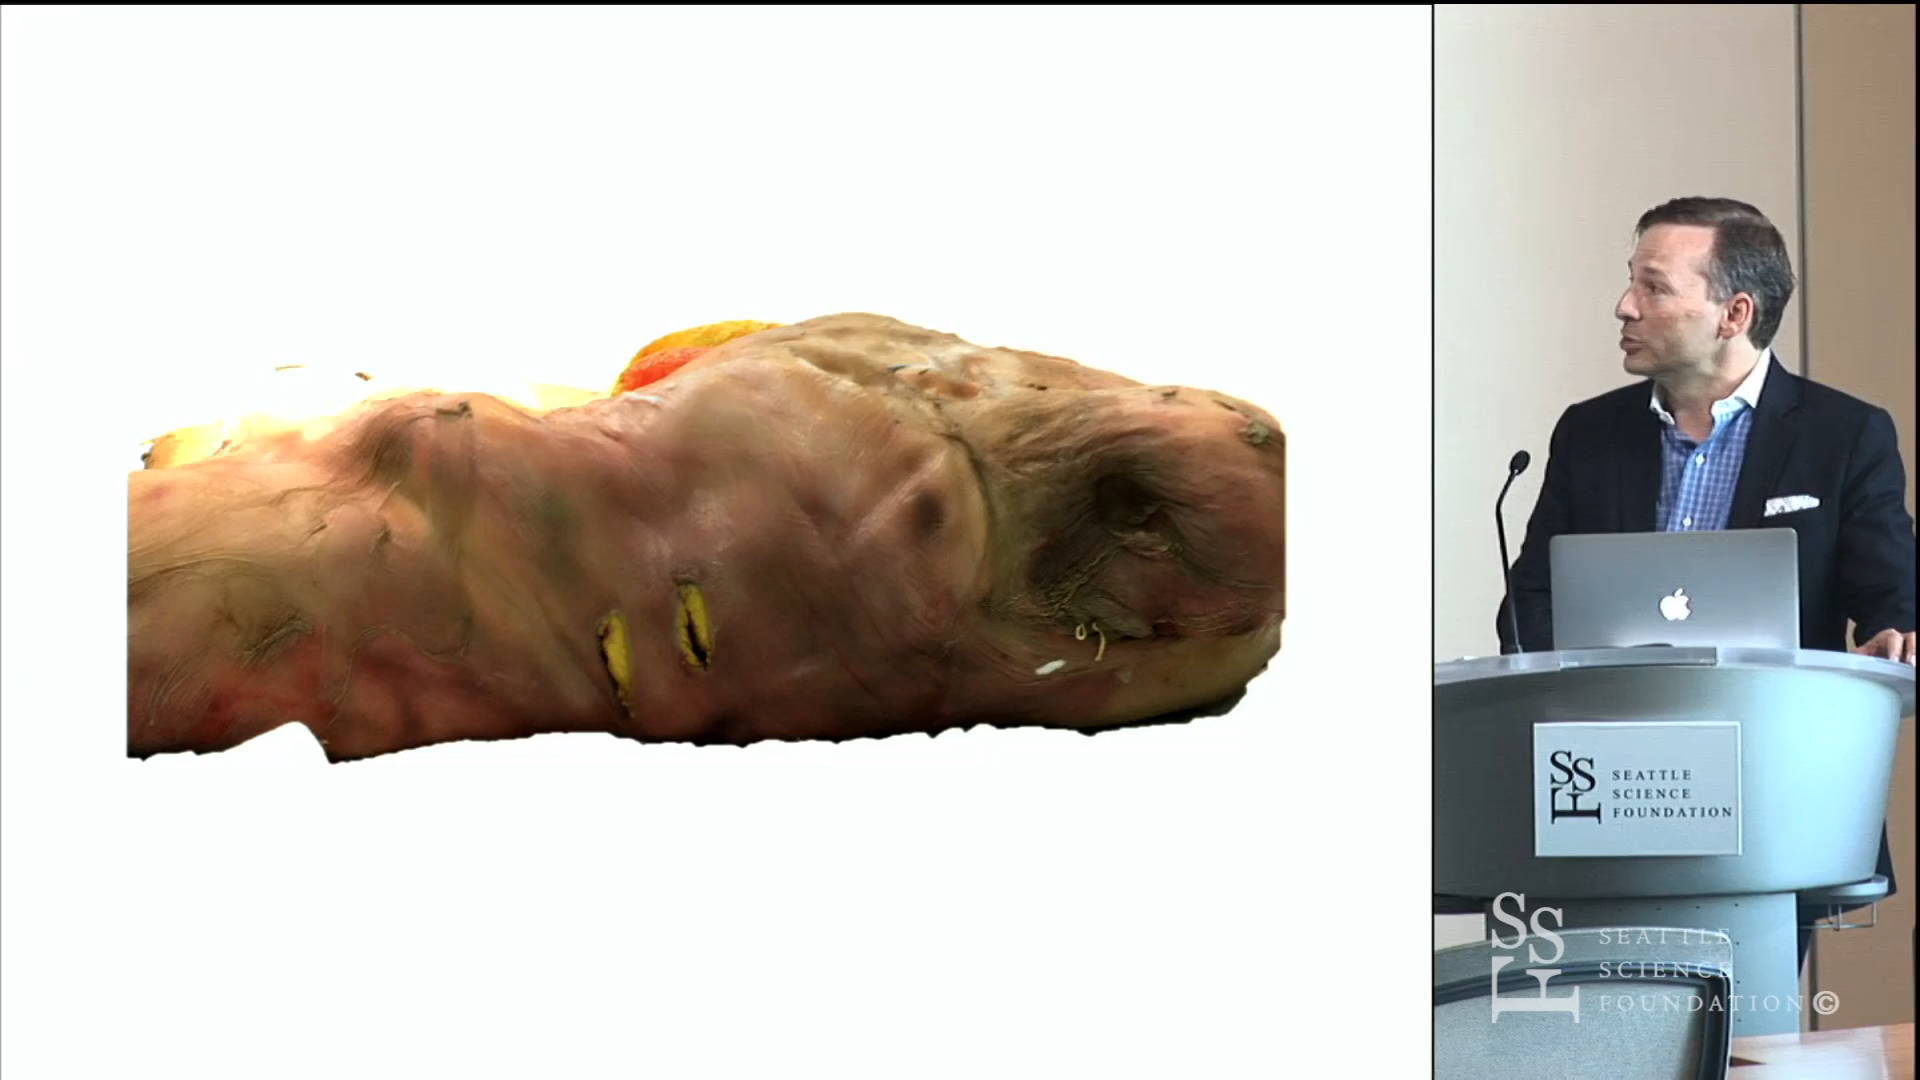 SSF
SEATTLE
SCIENCE
FOUNDATION
SSF
SEATTLE
SCIENCE
FOUNDATION©